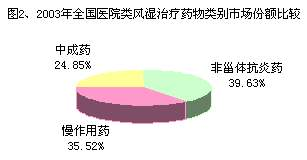 图2、2003年全国医院类风湿治疗药物类别市场份额比较
中成药
24.85%
非甾体抗炎药
39.63%
慢作用药
35.52%